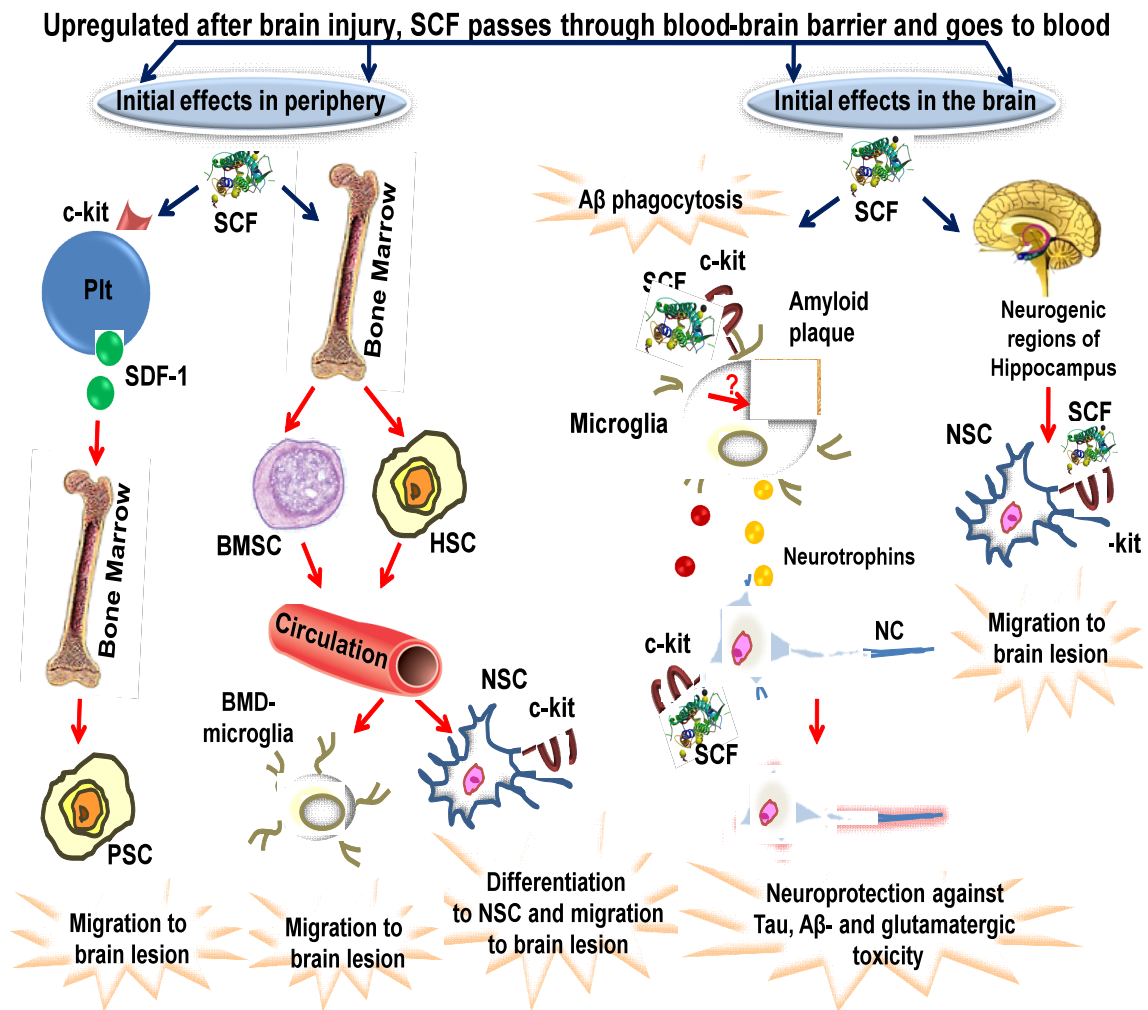 Upregulated after brain injury, SCF passes through blood-brain barrier and goes to blood
Initial effects in periphery
SCF
c-kit
Plt
SDF-1
Bone Marrow
PSC
Migration to
brain lesion
Bone Marrow
BMSC
HSC
Circulation
BMD-
microglia
Migration to
brain lesion
NSC
c-kit
Differentiation
to NSC and migration
to brain lesion
Initial effects in the brain
SCF
Aβ phagocytosis
c-kit
SCF
Amyloid
plaque
?
Microglia
Neurotrophins
NC
c-kit
SCF
Neuroprotection against
Tau, Aβ- and glutamatergic
toxicity
Neurogenic
regions of
Hippocampus
SCF
NSC
-kit
Migration to
brain lesion